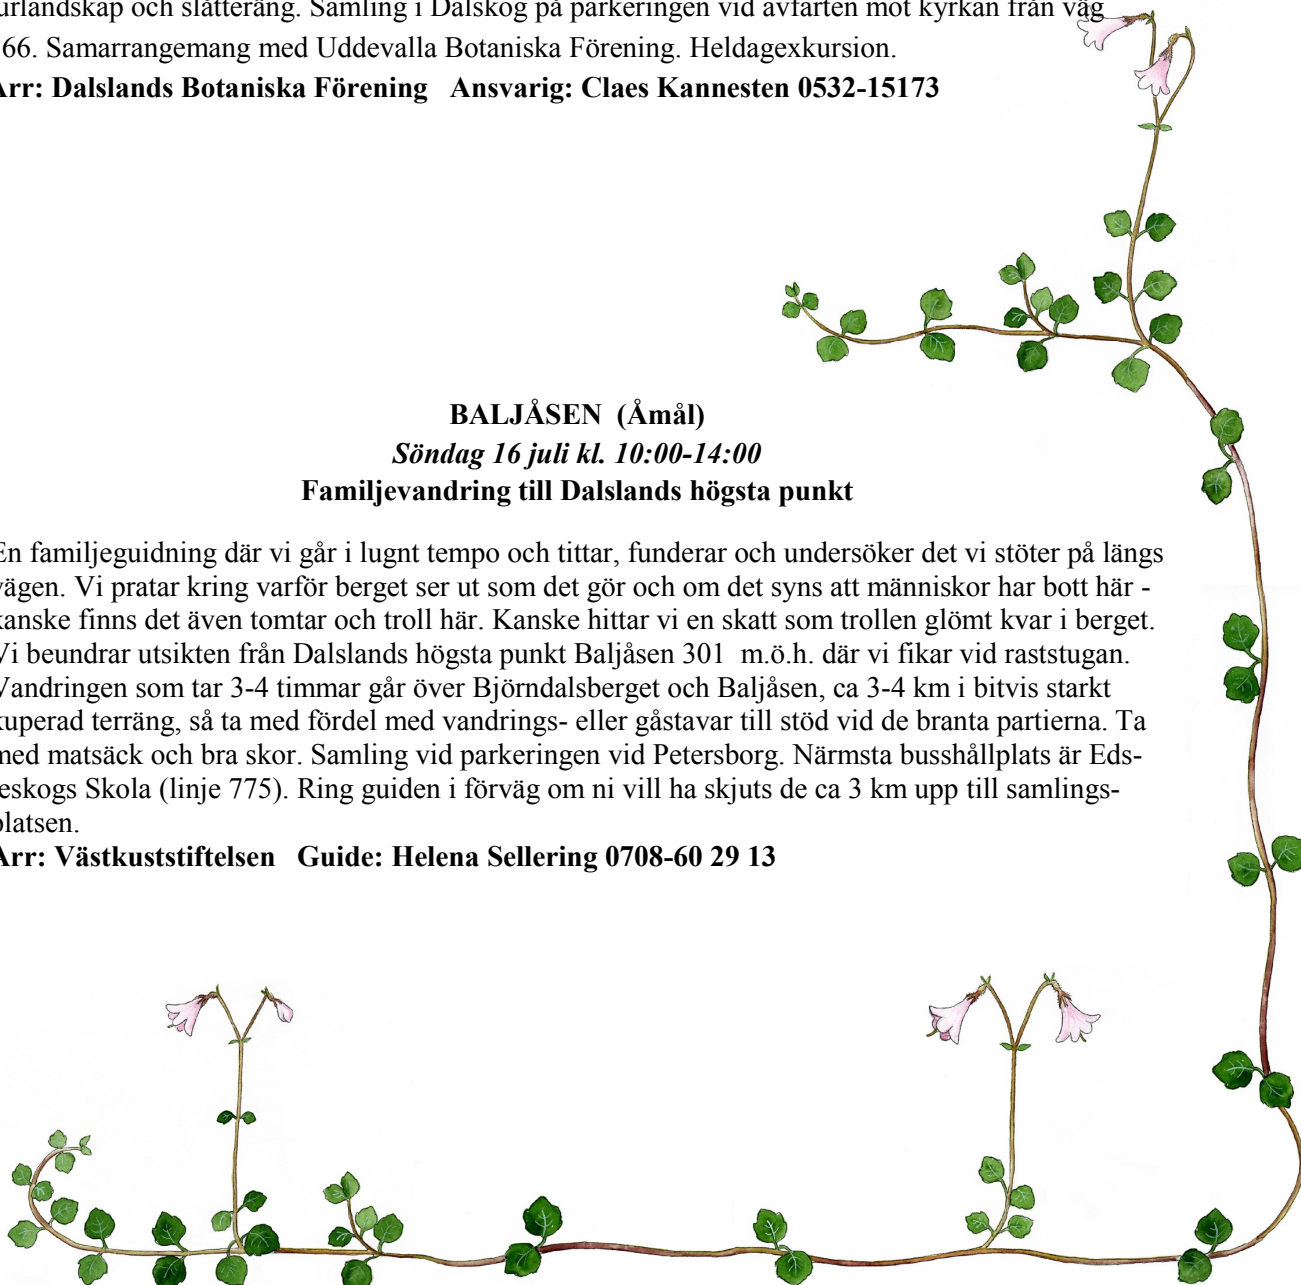 urlandskap och slåtteräng. Samling i Dalskog på parkeringen vid avfarten mot kyrkan från väg
66. Samarrangemang med Uddevalla Botaniska Förening. Heldagexkursion.
Arr: Dalslands Botaniska Förening   Ansvarig: Claes Kannesten 0532-15173
BALJÅSEN  (Åmål)
Söndag 16 juli kl. 10:00-14:00
Familjevandring till Dalslands högsta punkt
En familjeguidning där vi går i lugnt tempo och tittar, funderar och undersöker det vi stöter på längs
vägen. Vi pratar kring varför berget ser ut som det gör och om det syns att människor har bott här -
kanske finns det även tomtar och troll här. Kanske hittar vi en skatt som trollen glömt kvar i berget.
Vi beundrar utsikten från Dalslands högsta punkt Baljåsen 301  m.ö.h. där vi fikar vid raststugan.
Vandringen som tar 3-4 timmar går över Björndalsberget och Baljåsen, ca 3-4 km i bitvis starkt
kuperad terräng, så ta med fördel med vandrings- eller gåstavar till stöd vid de branta partierna. Ta
med matsäck och bra skor. Samling vid parkeringen vid Petersborg. Närmsta busshållplats är Eds-
leskogs Skola (linje 775). Ring guiden i förväg om ni vill ha skjuts de ca 3 km upp till samlings-
platsen.
Arr: Västkuststiftelsen   Guide: Helena Sellering 0708-60 29 13